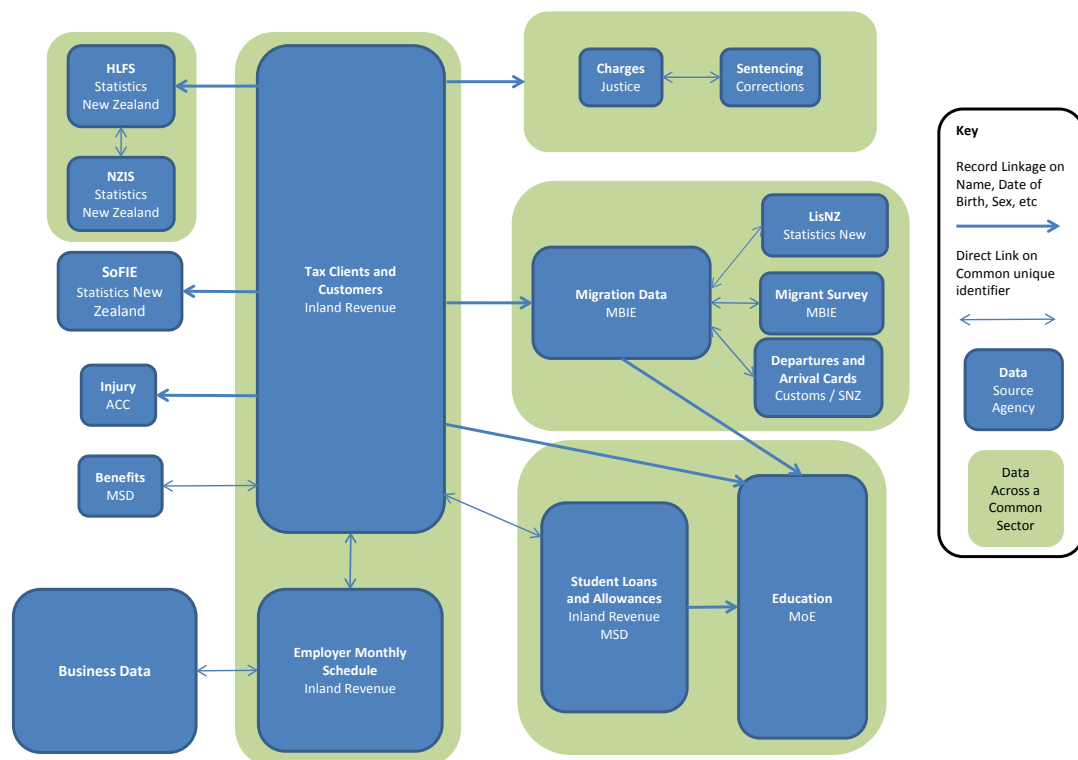 HLFS
Statistics
New Zealand
NZIS
Statistics
New Zealand
SoFIE
Statistics New
Zealand
Injury
ACC
Benefits
MSD
Business Data
Tax Clients and
Customers
Inland Revenue
Employer Monthly
Schedule
Inland Revenue
Charges
Justice
Sentencing
Corrections
Migration Data
MBIE
LisNZ
Statistics New
Migrant Survey
MBIE
Departures and
Arrival Cards
Customs / SNZ
Student Loans
and Allowances
Inland Revenue
MSD
Education
MoE
Key
Record Linkage on
Name, Date of
Birth, Sex, etc
Direct Link on
Common unique
identifier
Data
Source
Agency
Data
Across a
Common
Sector